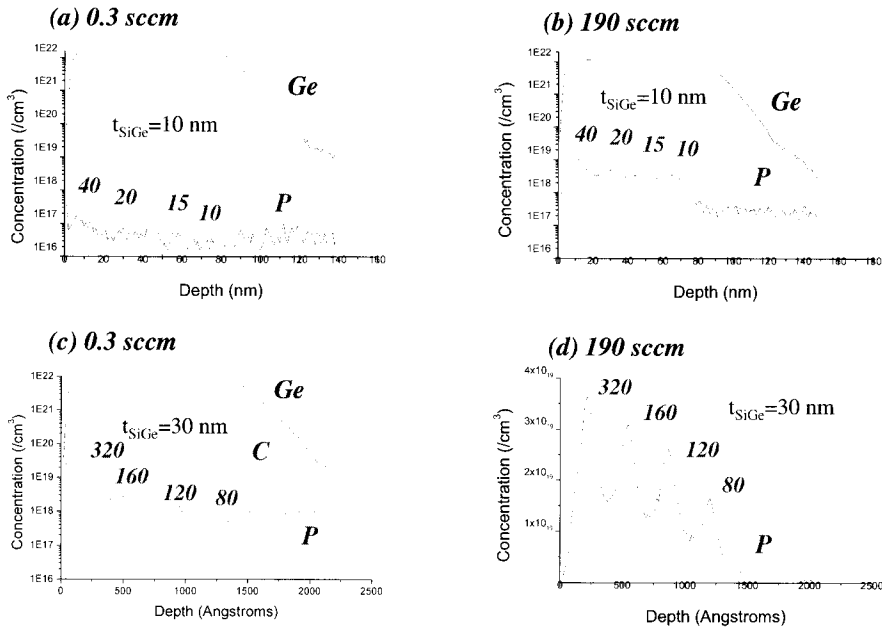 (a) 0.3 sccm
1E22
1E21
1E20
1E19
1E18
1E17
1E16
Concentration (/cm³)
Ge
t_SiGe=10 nm
40 20 15 10 P
0 20 40 60 80 100 120 140 160 180
Depth (nm)
(b) 190 sccm
1E22
1E21
1E20
1E19
1E18
1E17
1E16
Concentration (/cm³)
t_SiGe=10 nm
Ge
40 20 15 10
P
0 20 40 60 80 100 120 140 160 180
Depth (nm)
(c) 0.3 sccm
1E22
1E21
1E20
1E19
1E18
1E17
1E16
Concentration (/cm³)
Ge
t_SiGe=30 nm
C
320
160
120 80
P
0 500 1000 1500 2000 2500
Depth (Angstroms)
(d) 190 sccm
4x10₁₉
3x10₁₉
2x10₁₉
1x10₁₉
Concentration (/cm³)
320
160
t_SiGe=30 nm
120
80
P
0 500 1000 1500 2000 2500
Depth (Angstroms)